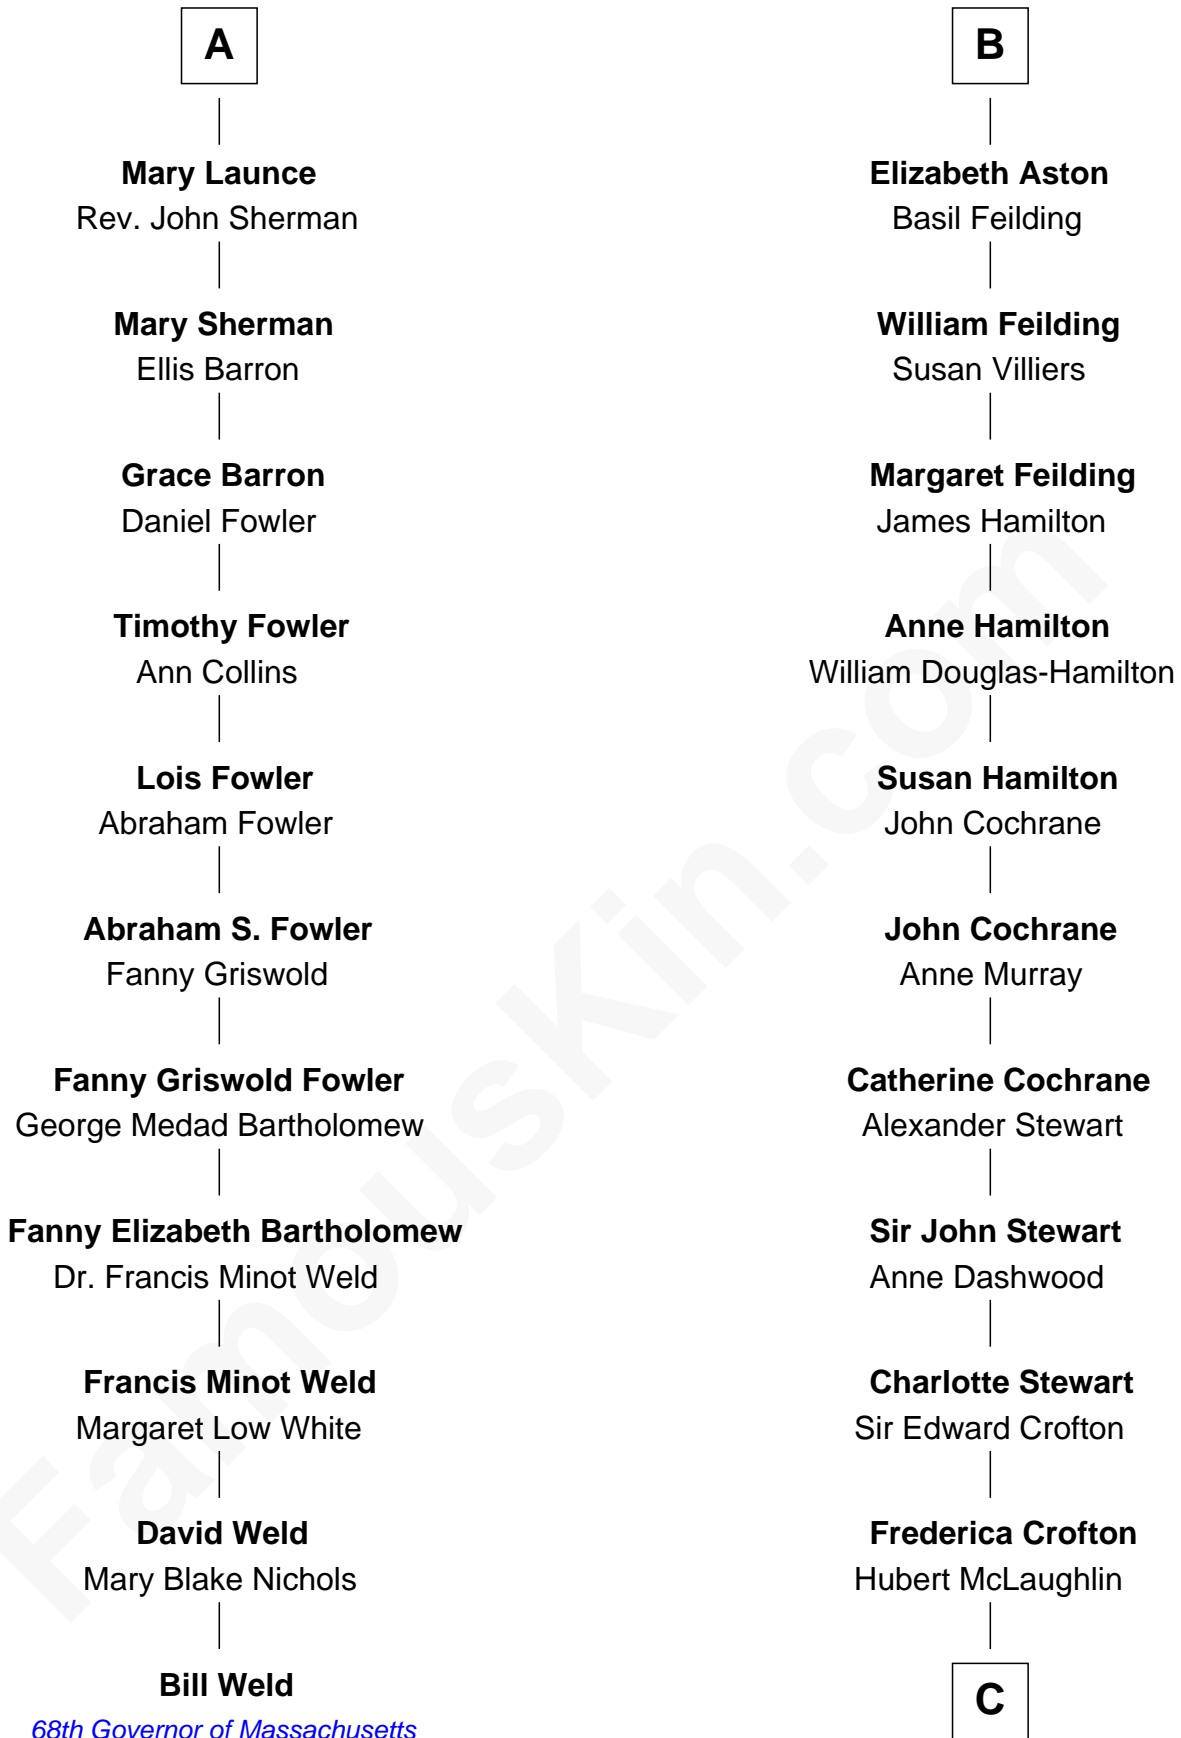 A
Mary Launce
Rev. John Sherman
Mary Sherman
Ellis Barron
Grace Barron
Daniel Fowler
Timothy Fowler
Ann Collins
Lois Fowler
Abraham Fowler
Abraham S. Fowler
Fanny Griswold
Fanny Griswold Fowler
George Medad Bartholomew
Fanny Elizabeth Bartholomew
Dr. Francis Minot Weld
Francis Minot Weld
Margaret Low White
David Weld
Mary Blake Nichols
Bill Weld
68th Governor of Massachusetts
B
Elizabeth Aston
Basil Feilding
William Feilding
Susan Villiers
Margaret Feilding
James Hamilton
Anne Hamilton
William Douglas-Hamilton
Susan Hamilton
John Cochrane
John Cochrane
Anne Murray
Catherine Cochrane
Alexander Stewart
Sir John Stewart
Anne Dashwood
Charlotte Stewart
Sir Edward Crofton
Frederica Crofton
Hubert McLaughlin
C
FamousKin.com